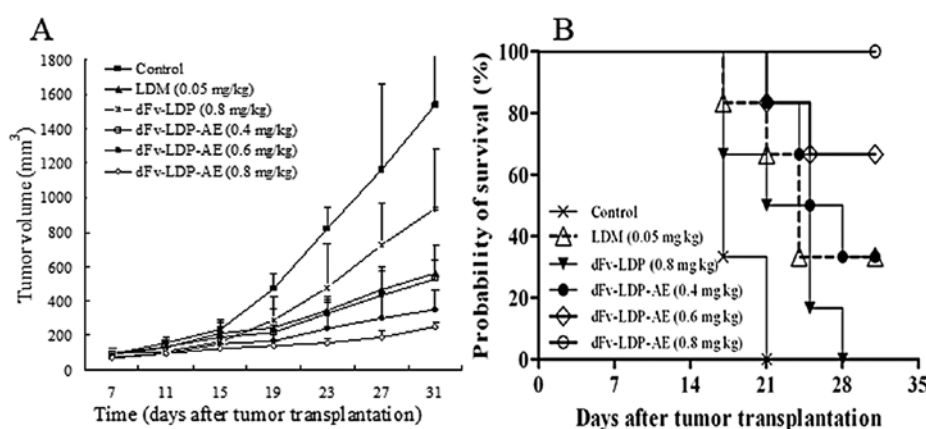 A
1800
1600
1400
1200
1000
800
600
400
200
0
Tumor volume (mm³)
Control
LDM (0.05 mg/kg)
dFv-LDP (0.8 mg/kg)
dFv-LDP-AE (0.4 mg/kg)
dFv-LDP-AE (0.6 mg/kg)
dFv-LDP-AE (0.8 mg/kg)
7 11 15 19 23 27 31
Time (days after tumor transplantation)
B
100
80
60
40
20
0
Probability of survival (%)
Control
LDM (0.05 mg kg)
dFv-LDP (0.8 mg kg)
dFv-LDP-AE (0.4 mg/kg)
dFv-LDP-AE (0.6 mg/kg)
dFv-LDP-AE (0.8 mg kg)
0 7 14 21 28 35
Days after tumor transplantation